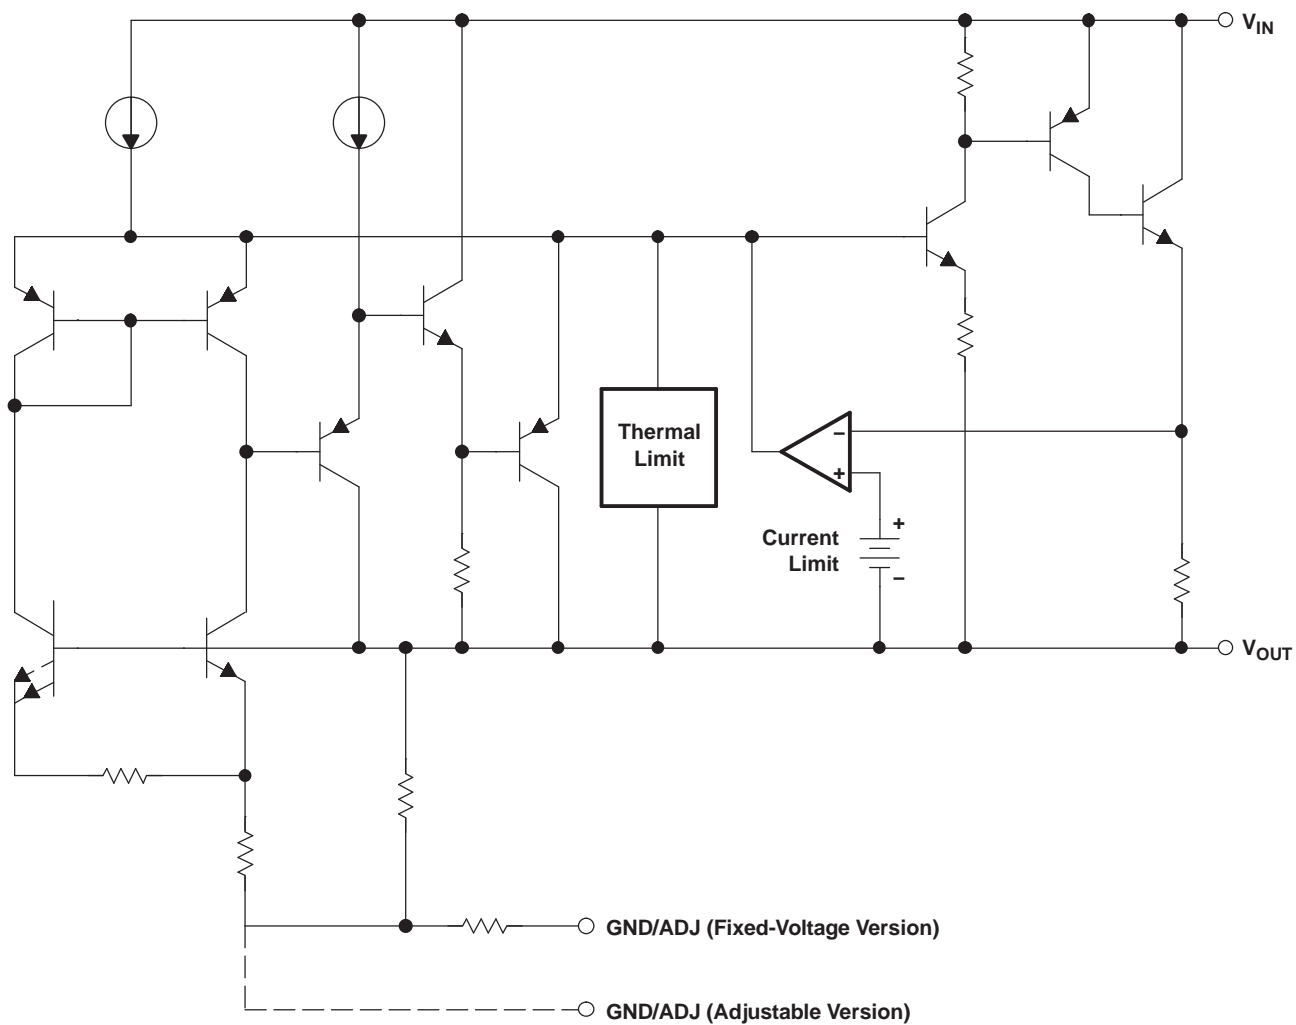 VIN
Thermal
Limit
−
+
Current
Limit
+
−
VOUT
GND/ADJ (Fixed-Voltage Version)
GND/ADJ (Adjustable Version)